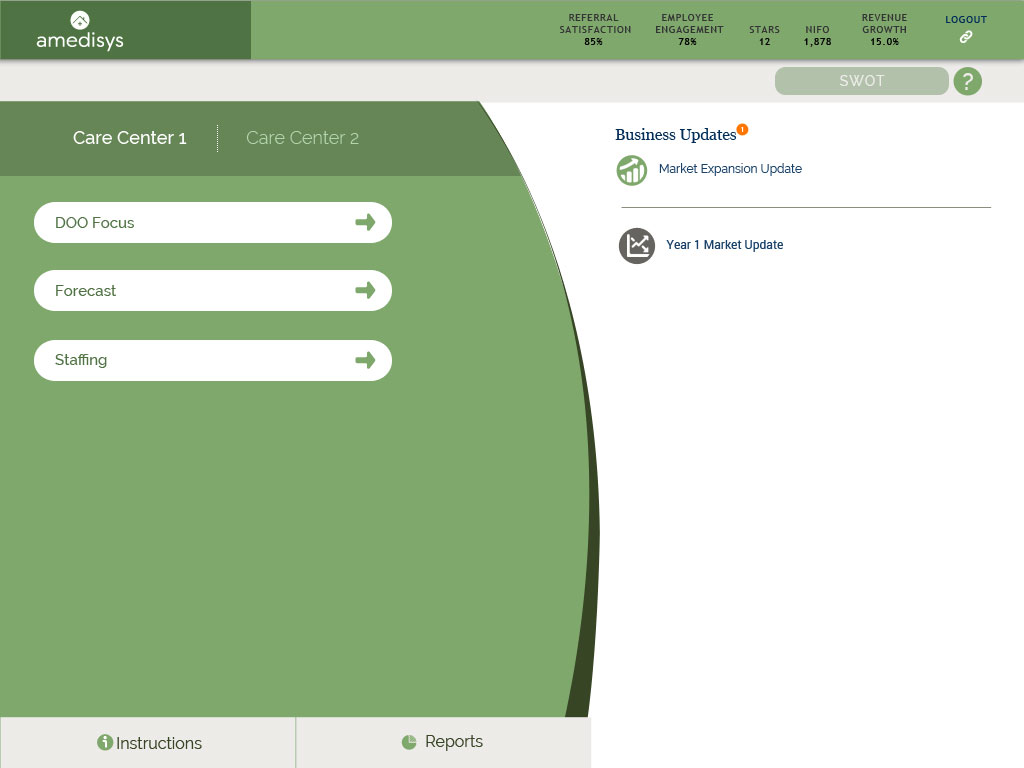 amedisys
REFERRAL
SATISFACTION
85%
EMPLOYEE
ENGAGEMENT
78%
STARS
12
NIFO
1,878
REVENUE
GROWTH
15.0%
LOGOUT
SWOT
?
Care Center 1
Care Center 2
Business Updates
1
Market Expansion Update
Year 1 Market Update
DOO Focus
Forecast
Staffing
Instructions
Reports